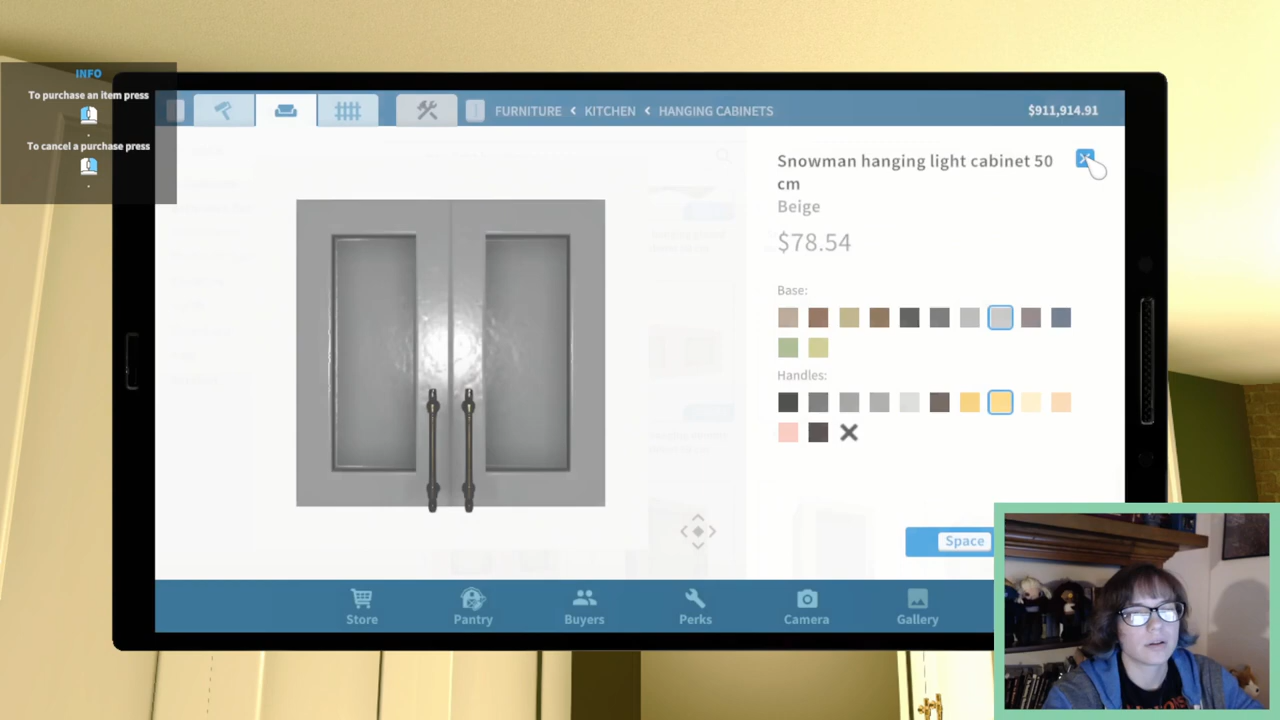 INFO
To purchase an item press
.
To cancel a purchase press
.
FURNITURE < KITCHEN < HANGING CABINETS
$911,914.91
Snowman hanging light cabinet 50
cm
Beige
$78.54
Base:
Handles:
Space
Store
Pantry
Buyers
Perks
Camera
Gallery